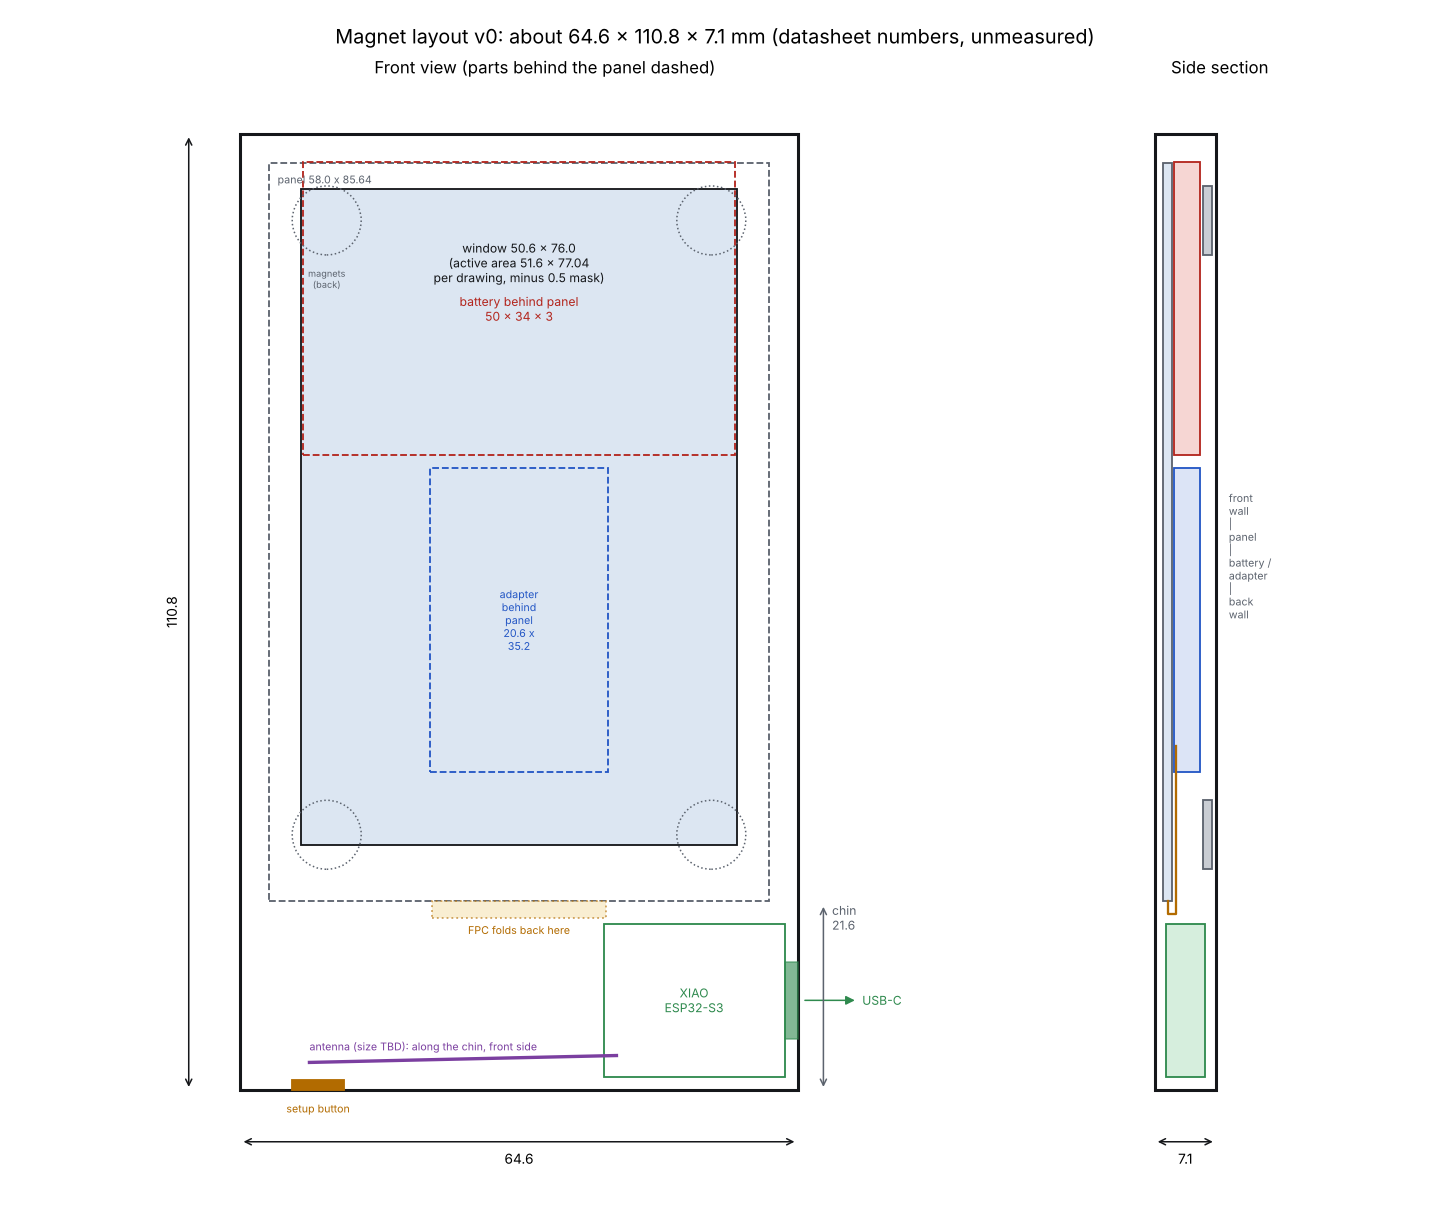 Magnet layout v0: about 64.6 × 110.8 × 7.1 mm (datasheet numbers, unmeasured)
Front view (parts behind the panel dashed)
Side section
panel 58.0 x 85.64
window 50.6 × 76.0
(active area 51.6 × 77.04
per drawing, minus 0.5 mask)
magnets
(back)
battery behind panel
50 × 34 × 3
adapter
behind
panel
20.6 x
35.2
110.8
front
wall
|
panel
|
battery /
adapter
|
back
wall
chin
21.6
FPC folds back here
XIAO
ESP32-S3
USB-C
antenna (size TBD): along the chin, front side
setup button
64.6
7.1